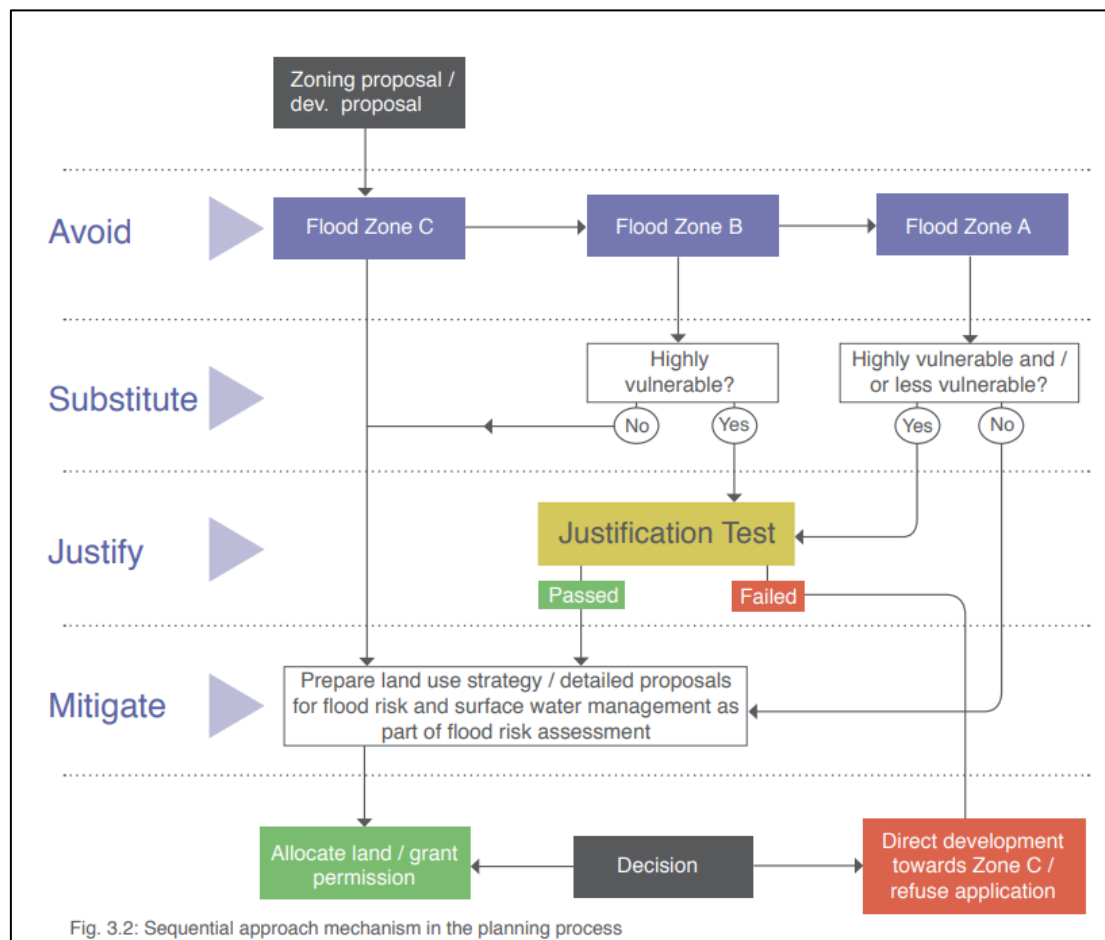 Zoning proposal /
dev. proposal
Avoid
Flood Zone C
Flood Zone B
Flood Zone A
Substitute
Highly
vulnerable?
Highly vulnerable and /
or less vulnerable?
No
Yes
Yes
No
Justify
Justification Test
Passed
Failed
Mitigate
Prepare land use strategy / detailed proposals
for flood risk and surface water management as
part of flood risk assessment
Allocate land / grant
permission
Decision
Direct development
towards Zone C /
refuse application
Fig. 3.2: Sequential approach mechanism in the planning process